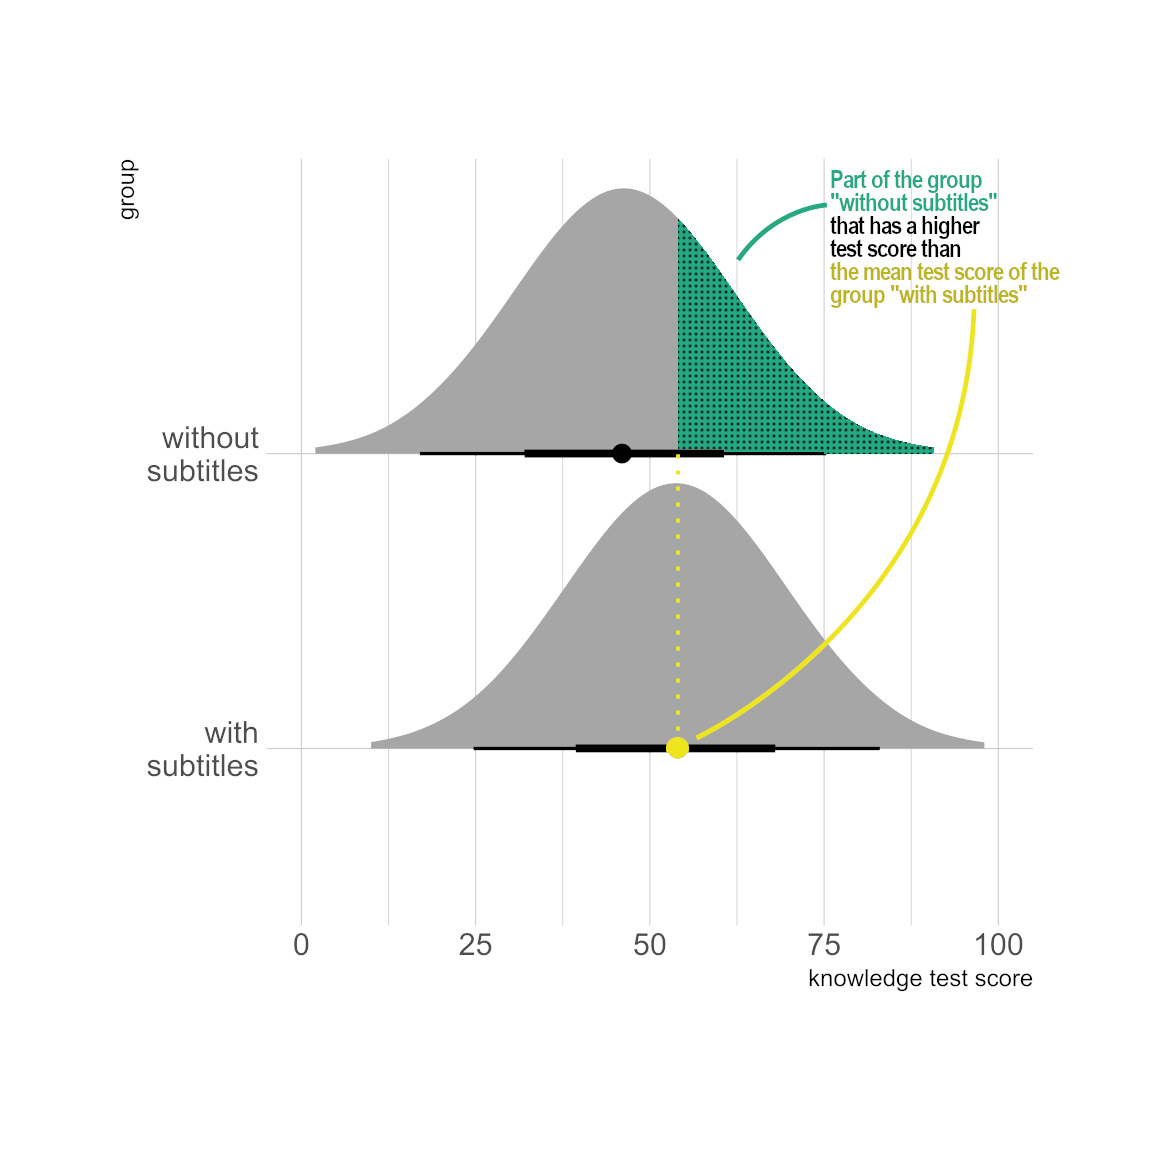 group
Part of the group
"without subtitles"
that has a higher
test score than
the mean test score of the
group "with subtitles"
without
subtitles
with
subtitles
0 25 50 75 100
knowledge test score